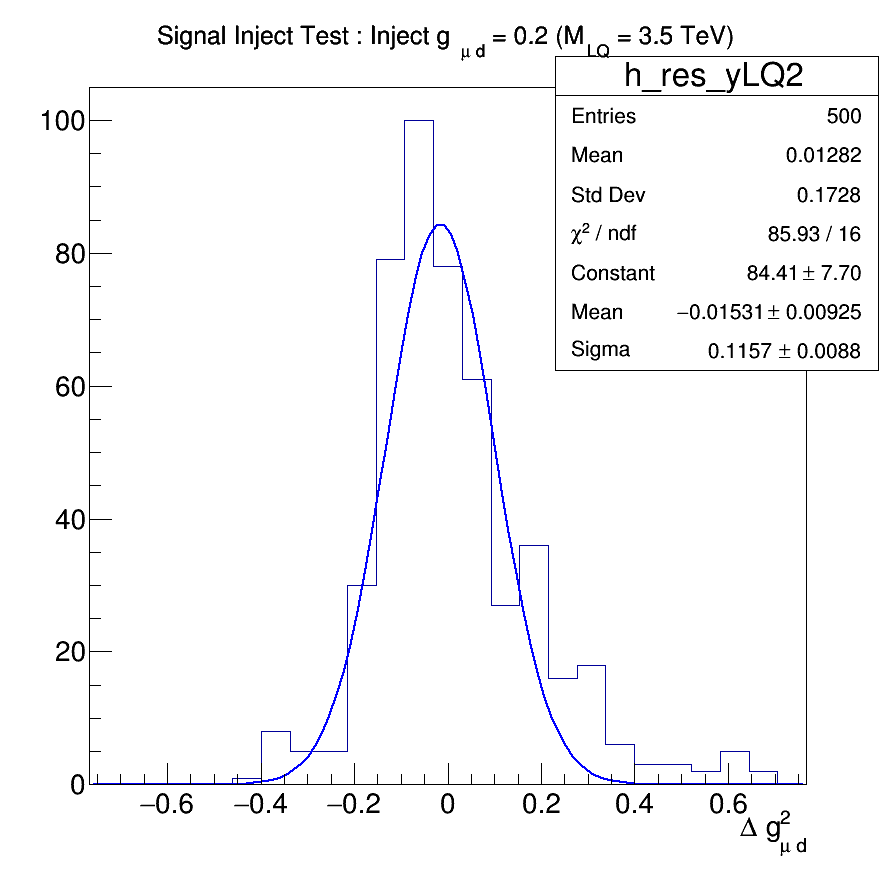 Signal Inject Test : Inject g μ d = 0.2 (M LQ = 3.5 TeV)
h_res_yLQ2
Entries 500
Mean 0.01282
Std Dev 0.1728
χ² / ndf 85.93 / 16
Constant 84.41 ± 7.70
Mean −0.01531 ± 0.00925
Sigma 0.1157 ± 0.0088
100
80
60
40
20
0
−0.6 −0.4 −0.2 0 0.2 0.4 0.6
Δ g²μ d